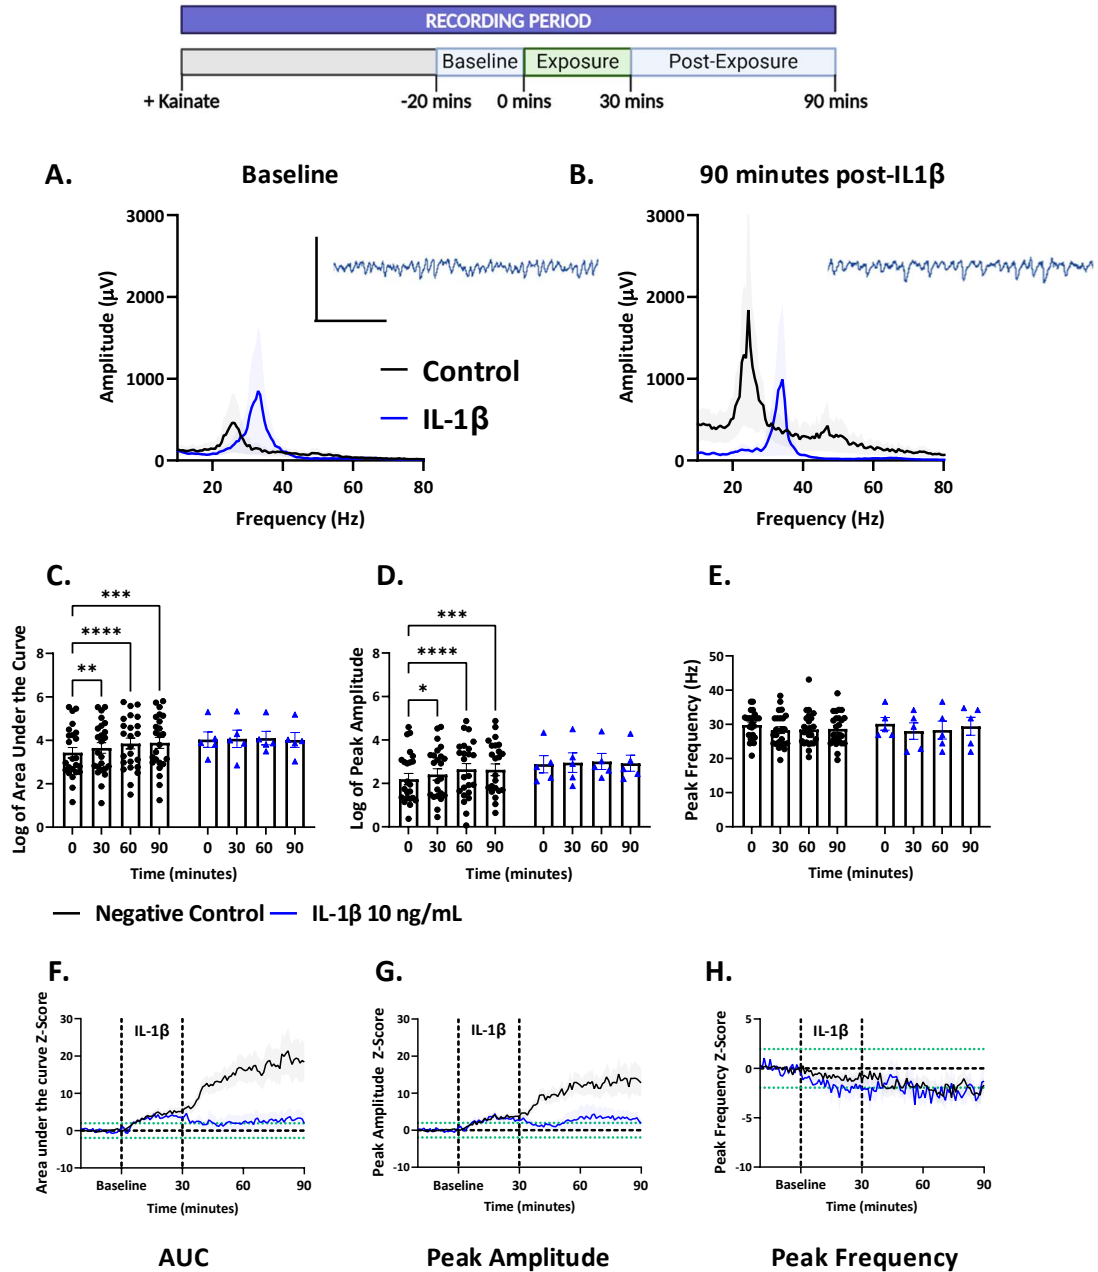 RECORDING PERIOD
Baseline Exposure Post-Exposure
+ Kainate -20 mins 0 mins 30 mins 90 mins
A. Baseline B. 90 minutes post-IL1β
3000 3000
2000 2000
1000 1000
0 0
Amplitude (µV) Amplitude (µV)
Control
IL-1β
20 40 60 80 20 40 60 80
Frequency (Hz) Frequency (Hz)
C. D. E.
*** ***
**** ****
** *
8 8 50
6 6 40
4 4 30
2 2 20
0 0 10
0
Log of Area Under the Curve Log of Peak Amplitude Peak Frequency (Hz)
0 30 60 90 0 30 60 90 0 30 60 90 0 30 60 90 0 30 60 90 0 30 60 90
Time (minutes) Time (minutes) Time (minutes)
Negative Control IL-1β 10 ng/mL
F. G. H.
30 30 5
20 20 0
10 10 -5
0 0 -10
-10 -10
IL-1β IL-1β IL-1β
Area under the curve Z-Score Peak Amplitude Z-Score Peak Frequency Z-Score
Baseline 30 60 90 Baseline 30 60 90 Baseline 30 60 90
Time (minutes) Time (minutes) Time (minutes)
AUC Peak Amplitude Peak Frequency